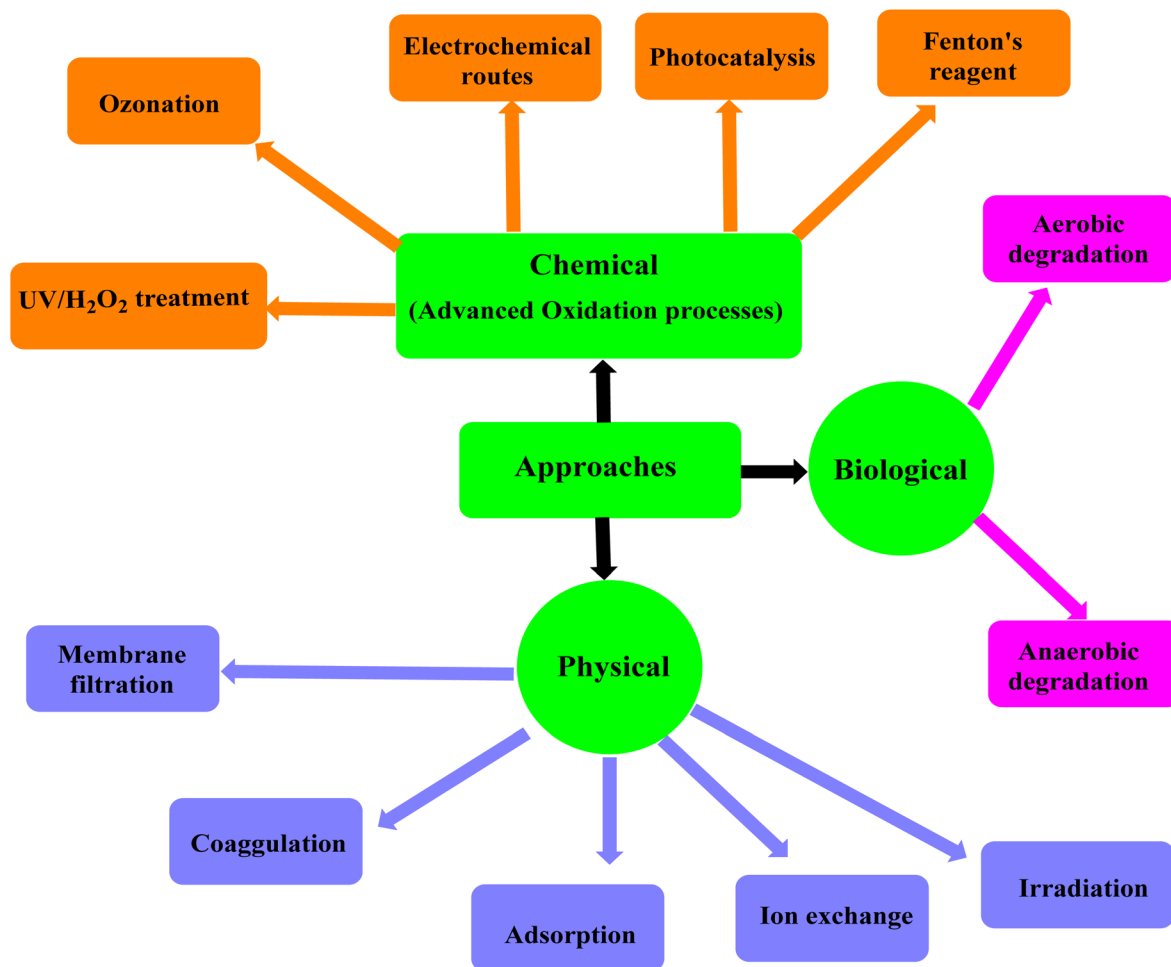 Electrochemical
routes
Photocatalysis
Fenton's
reagent
Ozonation
Aerobic
degradation
Chemical
(Advanced Oxidation processes)
UV/H₂O₂ treatment
Approaches
Biological
Membrane
filtration
Physical
Anaerobic
degradation
Coaggulation
Adsorption
Ion exchange
Irradiation